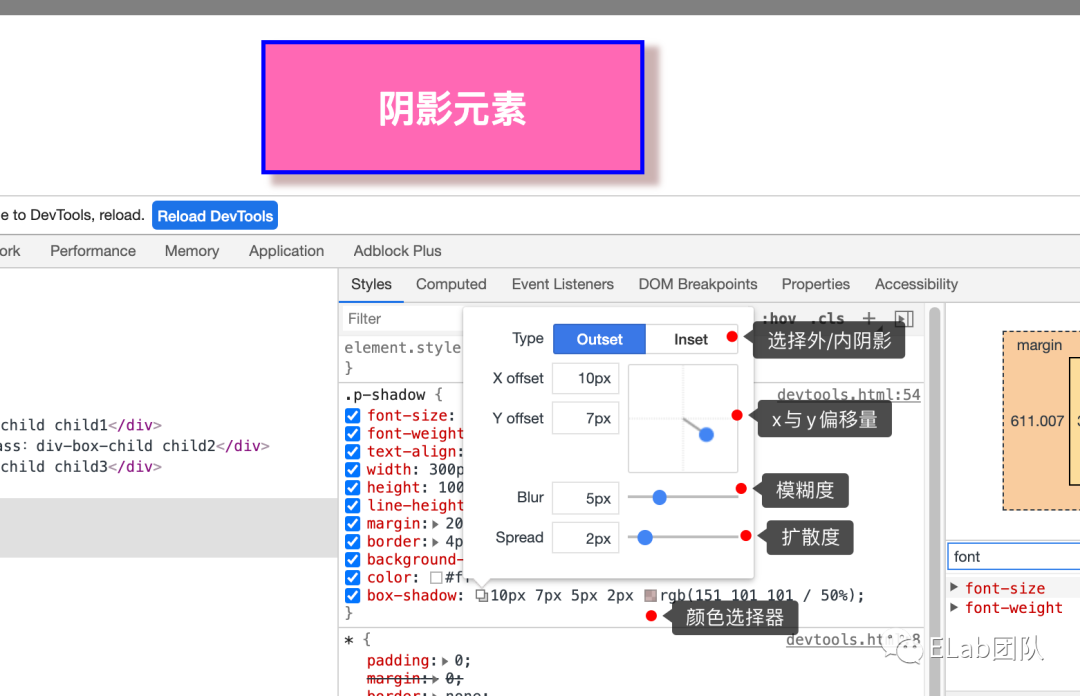 阴影元素
e to DevTools, reload. Reload DevTools
ork Performance Memory Application Adblock Plus
Styles Computed Event Listeners DOM Breakpoints Properties Accessibility
Filter :hov .cls
Type Outset Inset 选择外/内阴影 margin
element.style
}
X offset 10px
.p-shadow { devtools.html:54
font-size:
Y offset 7px x与y偏移量 611.007
child child1</div> font-weight
ass: div-box-child child2</div> text-align:
child child3</div> width: 300p
height: 100 Blur 5px 模糊度
line-height
margin: 20
border: 4p Spread 2px 扩散度
background- font
color: #f
box-shadow: 10px 7px 5px 2px rgb(151 101 101 / 50%); font-size
} 颜色选择器 font-weight
* { devtools.ht 8
ELab团队
padding: 0;
margin: 0;
border: none;